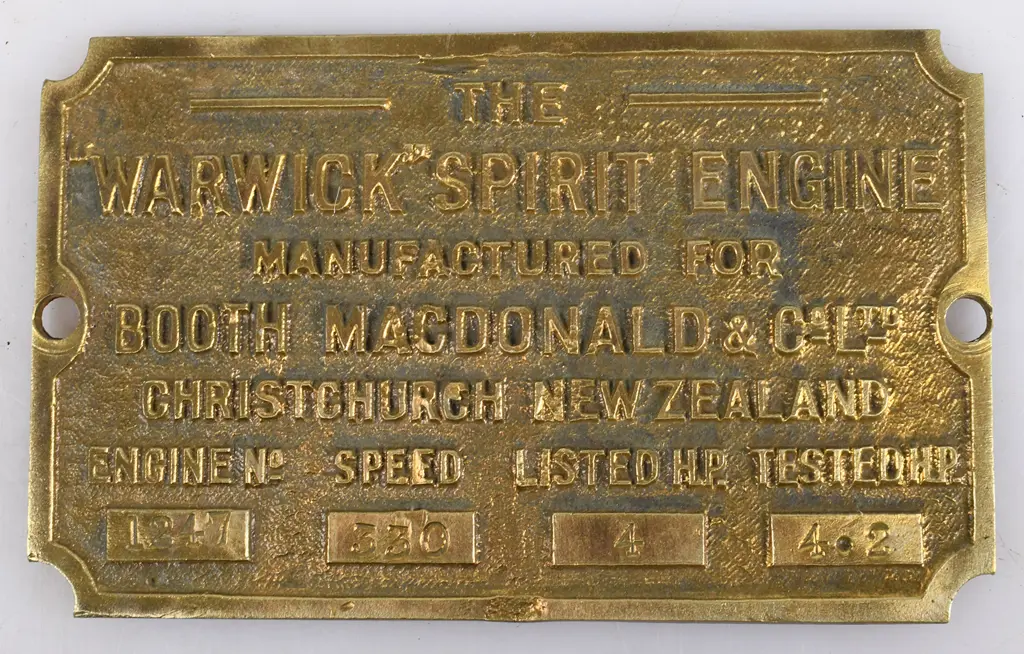 THE
"WARWICK" SPIRIT ENGINE
MANUFACTURED FOR
BOOTH MACDONALD & Co LTD
CHRISTCHURCH NEW ZEALAND
ENGINE No SPEED LISTED H.P. TESTED H.P.
1247 330 4 4.2